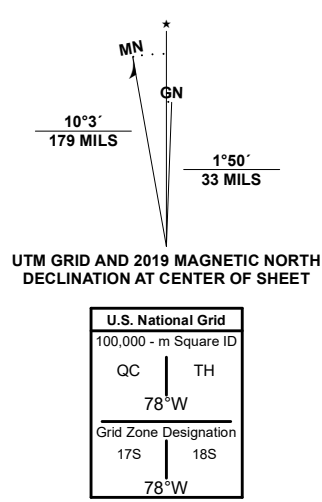 ★
MN
GN
10°3´
179 MILS
1°50´
33 MILS
UTM GRID AND 2019 MAGNETIC NORTH
DECLINATION AT CENTER OF SHEET
U.S. National Grid
100,000 - m Square ID
QC TH
78°W
Grid Zone Designation
17S 18S
78°W